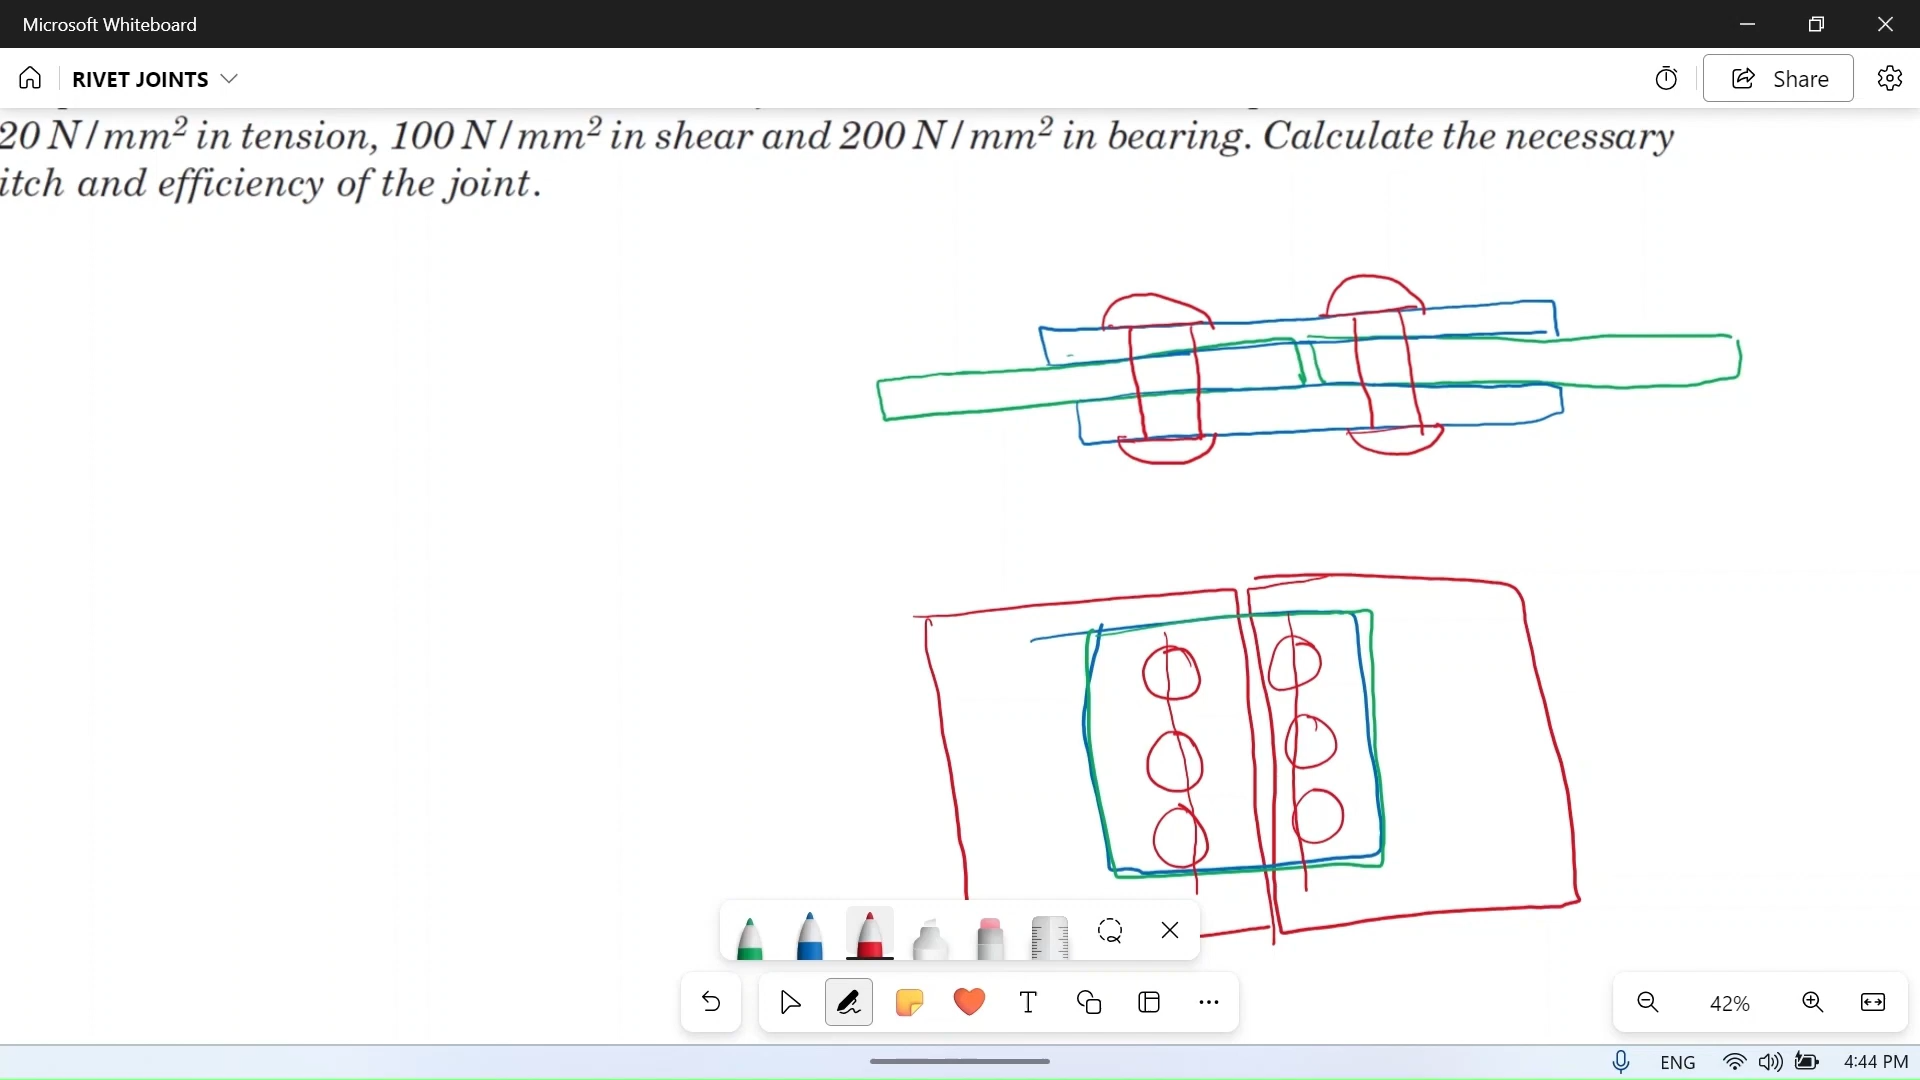 Microsoft Whiteboard
RIVET JOINTS
Share
20 N/mm² in tension, 100 N/mm² in shear and 200 N/mm² in bearing. Calculate the necessary
itch and efficiency of the joint.
42%
ENG
4:44 PM